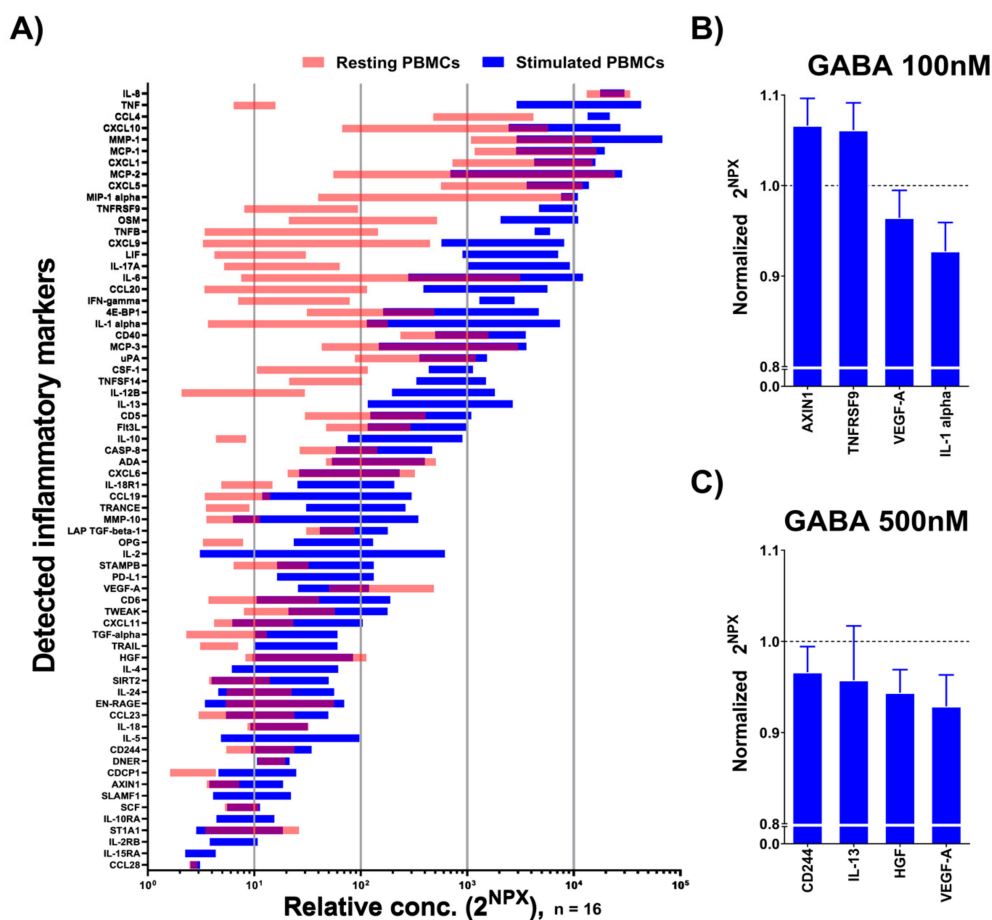 A)
Resting PBMCs
Stimulated PBMCs
Detected inflammatory markers
IL-8
TNF
CCL4
CXCL10
MMP-1
MCP-1
CXCL1
MCP-2
CXCL5
MIP-1 alpha
TNFRSF9
OSM
TNFB
CXCL9
LIF
IL-17A
IL-6
CCL20
IFN-gamma
4E-BP1
IL-1 alpha
CD40
MCP-3
uPA
CSF-1
TNFSF14
IL-12B
IL-13
CD5
Flt3L
IL-10
CASP-8
ADA
CXCL6
IL-18R1
CCL19
TRANCE
MMP-10
LAP TGF-beta-1
OPG
IL-2
STAMPB
PD-L1
VEGF-A
CD6
TWEAK
CXCL11
TGF-alpha
TRAIL
HGF
IL-4
SIRT2
IL-24
EN-RAGE
CCL23
IL-18
IL-5
CD244
DNER
CDCP1
AXIN1
SLAMF1
SCF
IL-10RA
ST1A1
IL-2RB
IL-15RA
CCL28
10⁰ 10¹ 10² 10³ 10⁴ 10⁵
Relative conc. (2^NPX), n = 16
B)
GABA 100nM
Normalized 2^NPX
1.1
1.0
0.9
0.8
0.0
AXIN1
TNFRSF9
VEGF-A
IL-1 alpha
C)
GABA 500nM
Normalized 2^NPX
1.1
1.0
0.9
0.8
0.0
CD244
IL-13
HGF
VEGF-A